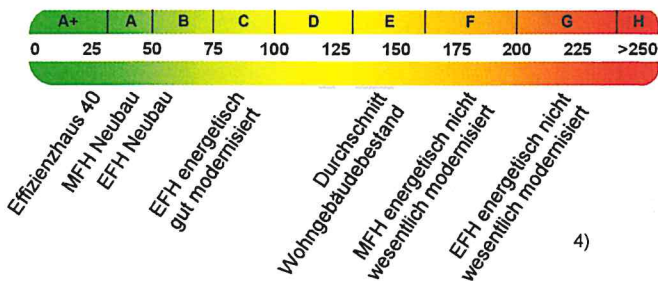 A+ A B C D E F G H
0 25 50 75 100 125 150 175 200 225 >250
Effizienzhaus 40
MFH Neubau
EFH Neubau
EFH energetisch
gut modernisiert
Durchschnitt
Wohngebäudebestand
MFH energetisch nicht
wesentlich modernisiert
EFH energetisch nicht
wesentlich modernisiert
4)